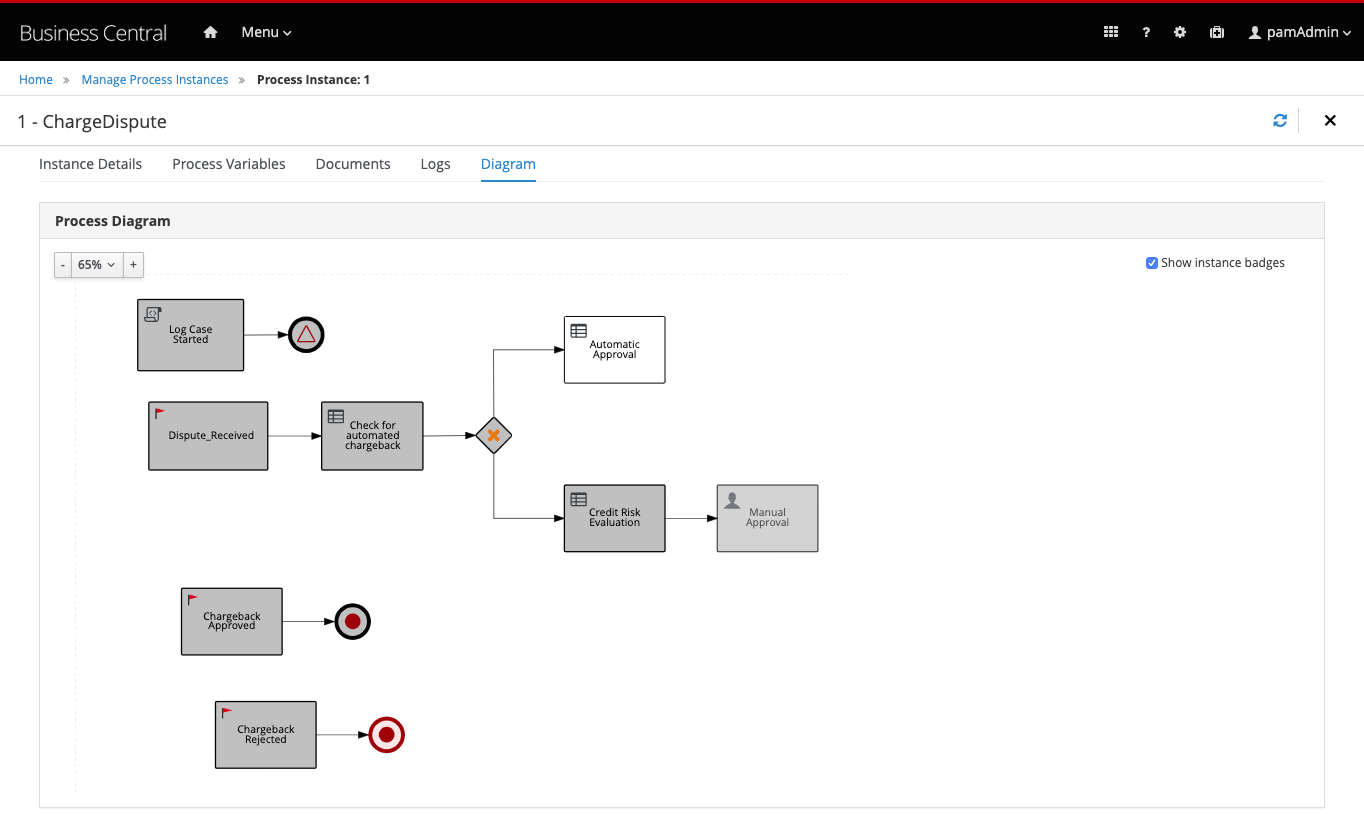 Business Central
Menu
?
pamAdmin
Home » Manage Process Instances » Process Instance: 1
1 - ChargeDispute
Instance Details
Process Variables
Documents
Logs
Diagram
Process Diagram
- 65% +
Show instance badges
Log Case
Started
Automatic
Approval
Dispute_Received
Check for
automated
chargeback
Credit Risk
Evaluation
Manual
Approval
Chargeback
Approved
Chargeback
Rejected